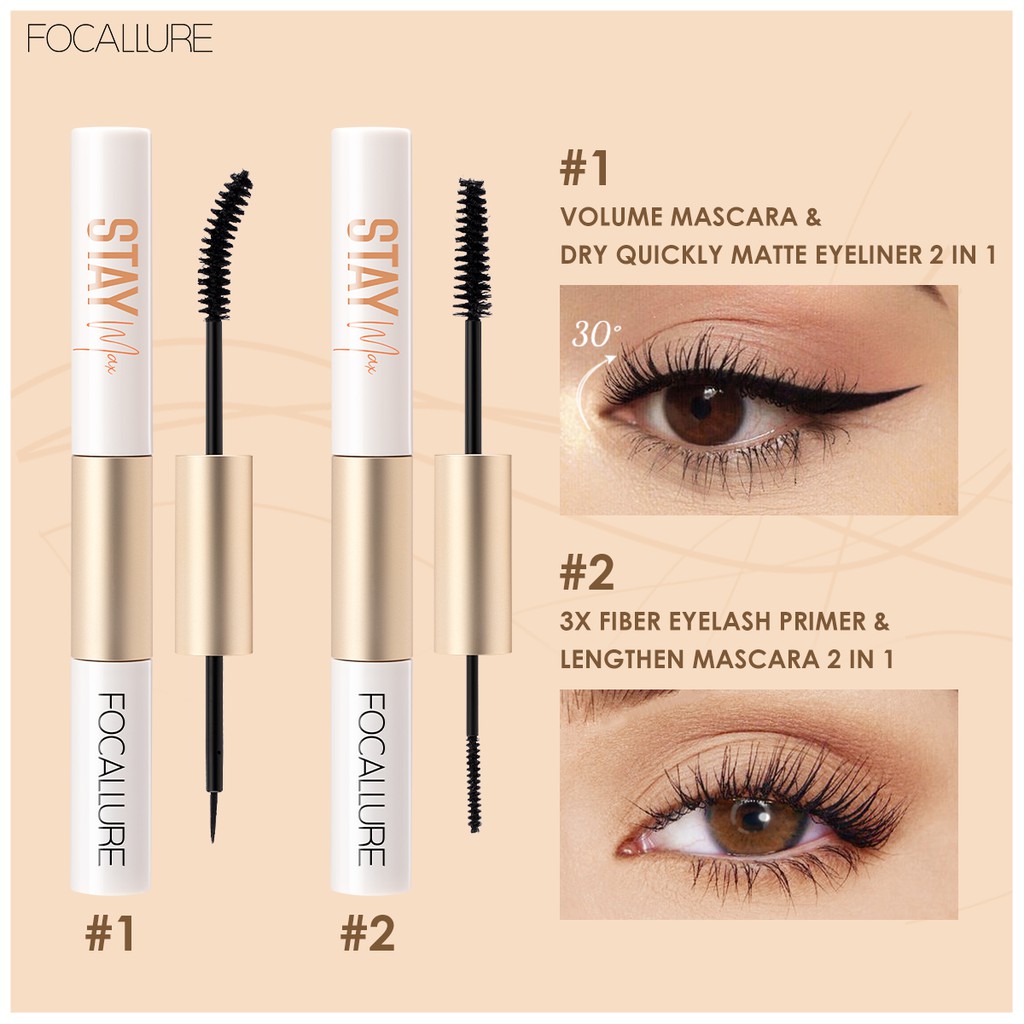 FOCALLURE
STAY Max
FOCALLURE
#1
STAY Max
FOCALLURE
#2
#1
VOLUME MASCARA &
DRY QUICKLY MATTE EYELINER 2 IN 1
30°
#2
3X FIBER EYELASH PRIMER &
LENGTHEN MASCARA 2 IN 1